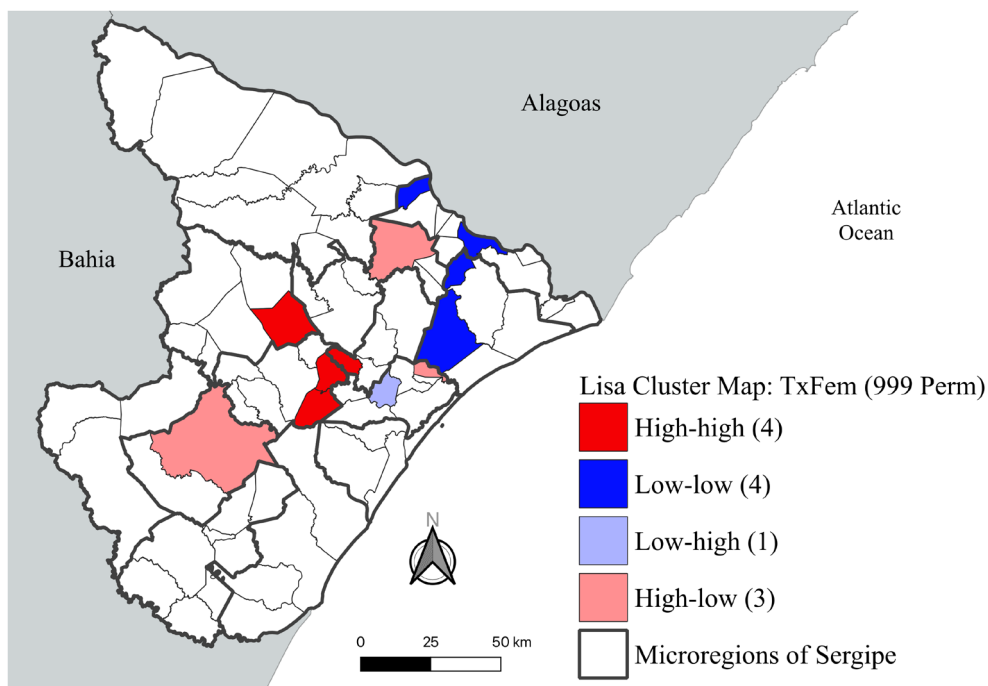 Alagoas
Atlantic
Ocean
Bahia
Lisa Cluster Map: TxFem (999 Perm)
High-high (4)
Low-low (4)
Low-high (1)
High-low (3)
Microregions of Sergipe
N
0 25 50 km